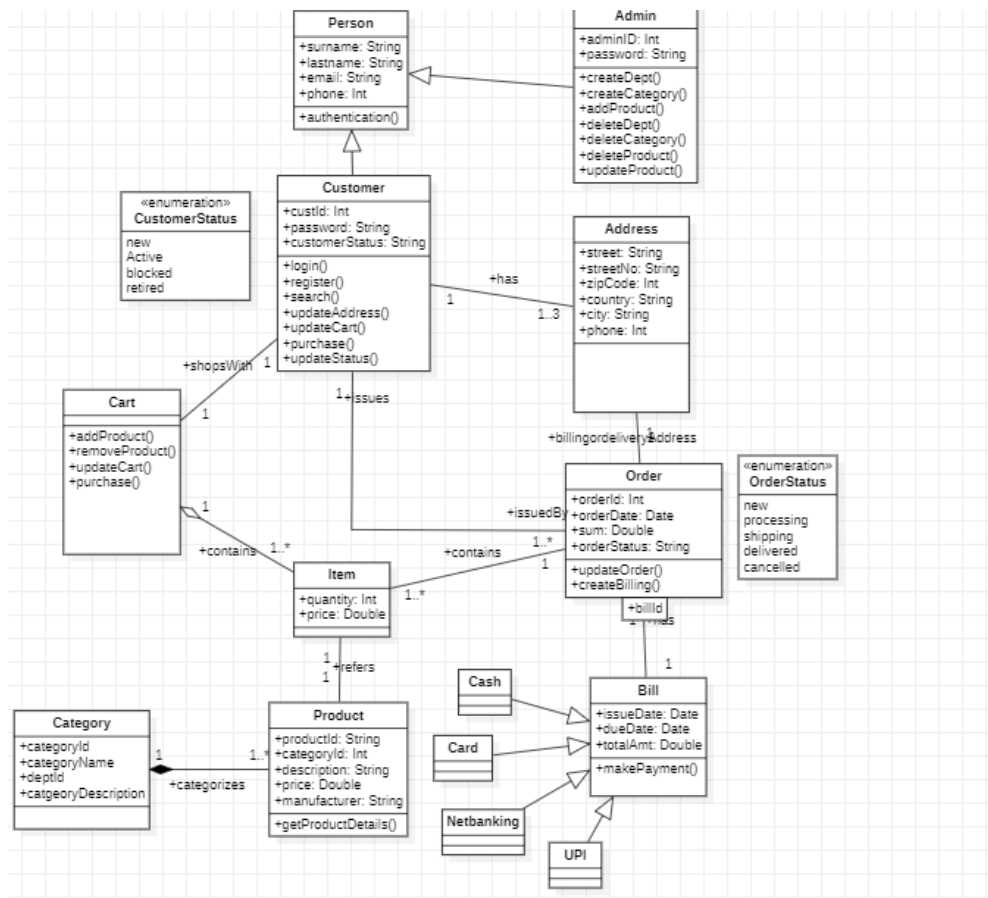 Person
+surname: String
+lastname: String
+email: String
+phone: Int
+authentication()
Admin
+adminID: Int
+password: String
+createDept()
+createCategory()
+addProduct()
+deleteDept()
+deleteCategory()
+deleteProduct()
+updateProduct()
«enumeration»
CustomerStatus
new
Active
blocked
retired
Customer
+custId: Int
+password: String
+customerStatus: String
+login()
+register()
+search()
+updateAddress()
+updateCart()
+purchase()
+updateStatus()
+has
1
1..3
Address
+street: String
+streetNo: String
+zipCode: Int
+country: String
+city: String
+phone: Int
+shopsWith
1
1
1
+issues
Cart
+addProduct()
+removeProduct()
+updateCart()
+purchase()
1
+billingordeliveryAddress
Order
+orderId: Int
+orderDate: Date
+sum: Double
+orderStatus: String
+updateOrder()
+createBilling()
«enumeration»
OrderStatus
new
processing
shipping
delivered
cancelled
1
+contains
1..*
+issuedBy
1..*
+contains
1
1..*
Item
+quantity: Int
+price: Double
+billId
1
+has
1
1
+refers
1
Cash
Card
Netbanking
UPI
Bill
+issueDate: Date
+dueDate: Date
+totalAmt: Double
+makePayment()
Category
+categoryId
+categoryName
+deptId
+catgeoryDescription
1
1..*
+categorizes
Product
+productId: String
+categoryId: Int
+description: String
+price: Double
+manufacturer: String
+getProductDetails()